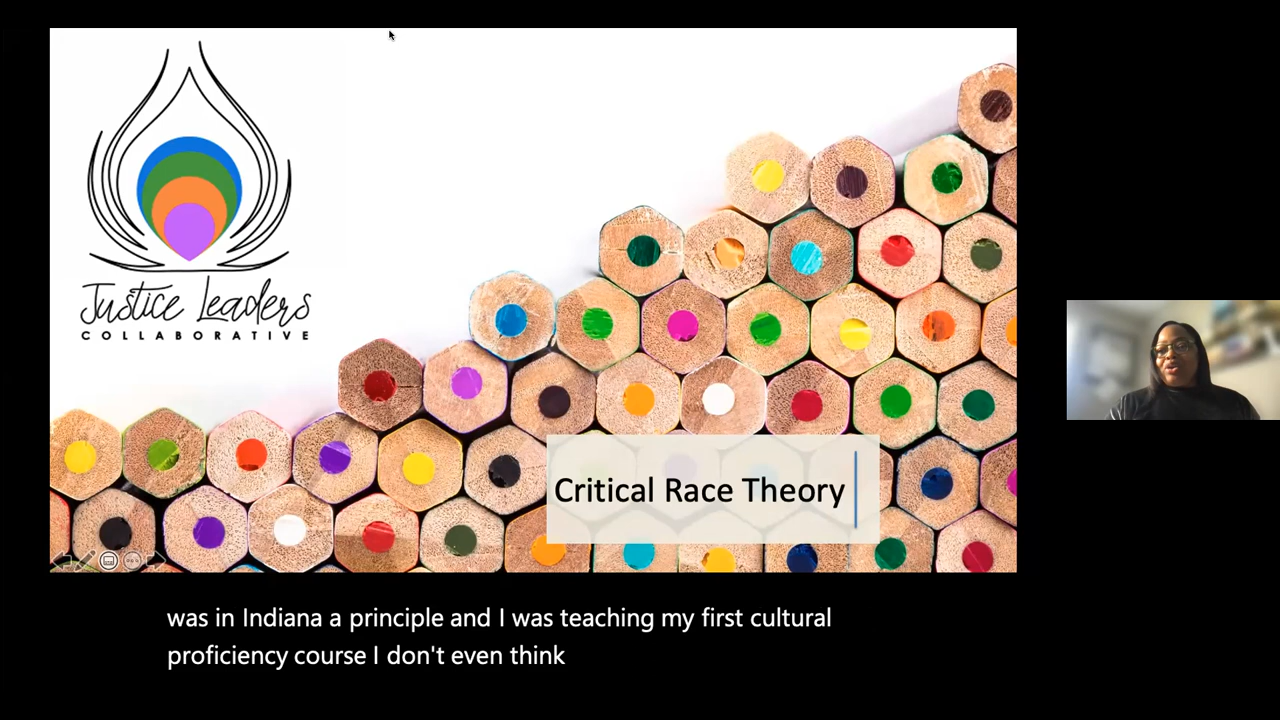 Justice Leaders
COLLABORATIVE
Critical Race Theory
was in Indiana a principle and I was teaching my first cultural
proficiency course I don't even think